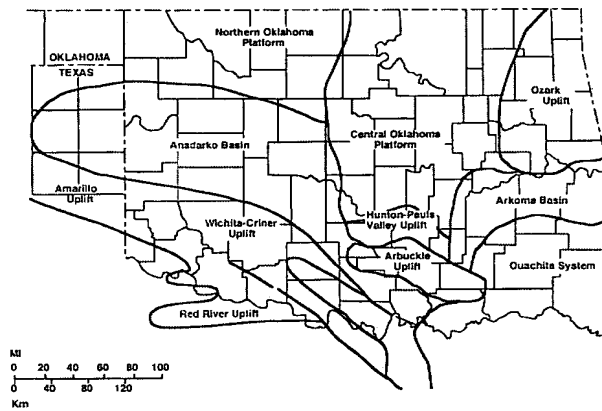 Northern Oklahoma
Platform
OKLAHOMA
TEXAS
Ozark
Uplift
Anadarko Basin
Central Oklahoma
Platform
Amarillo
Uplift
Arkoma Basin
Wichita-Criner
Uplift
Hunton-Pauls
Valley Uplift
Arbuckle
Uplift
Ouachita System
Red River Uplift
MI
0 20 40 60 80 100
0 40 80 120
Km